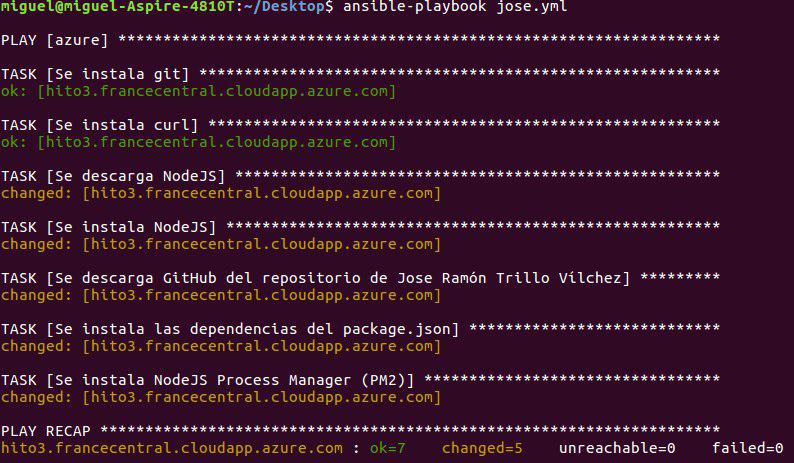 miguel@miguel-Aspire-4810T:~/Desktop$ ansible-playbook jose.yml
PLAY [azure] *******************************************************************
TASK [Se instala git] **********************************************************
ok: [hito3.francecentral.cloudapp.azure.com]
TASK [Se instala curl] *********************************************************
ok: [hito3.francecentral.cloudapp.azure.com]
TASK [Se descarga NodeJS] ******************************************************
changed: [hito3.francecentral.cloudapp.azure.com]
TASK [Se instala NodeJS] *******************************************************
changed: [hito3.francecentral.cloudapp.azure.com]
TASK [Se descarga GitHub del repositorio de Jose Ramón Trillo Vílchez] *********
changed: [hito3.francecentral.cloudapp.azure.com]
TASK [Se instala las dependencias del package.json] ****************************
changed: [hito3.francecentral.cloudapp.azure.com]
TASK [Se instala NodeJS Process Manager (PM2)] *********************************
changed: [hito3.francecentral.cloudapp.azure.com]
PLAY RECAP *********************************************************************
hito3.francecentral.cloudapp.azure.com : ok=7    changed=5    unreachable=0    failed=0